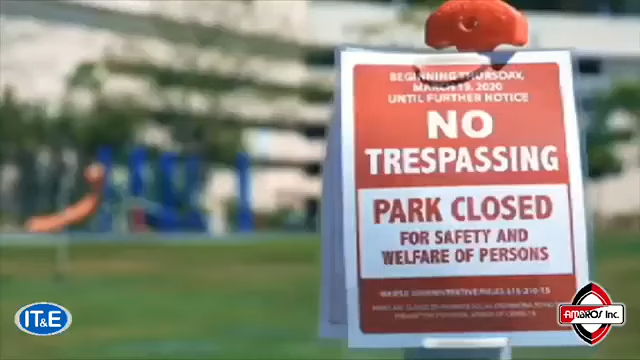 BEGINNING THURSDAY,
MARCH 19, 2020
UNTIL FURTHER NOTICE
NO
TRESPASSING
PARK CLOSED
FOR SAFETY AND
WELFARE OF PERSONS
IT&E
AMBROS Inc.